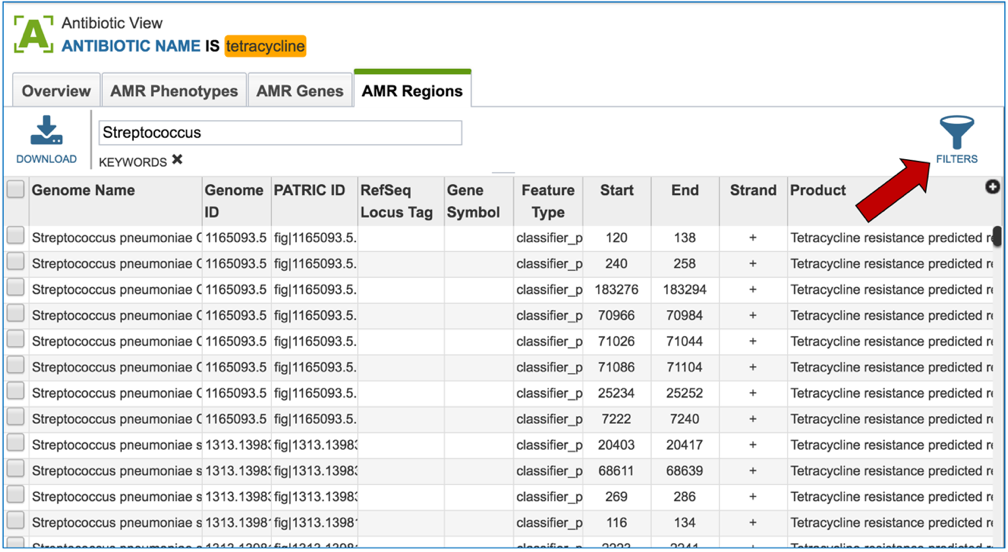 Antibiotic View
ANTIBIOTIC NAME IS tetracycline
Overview AMR Phenotypes AMR Genes AMR Regions
Streptococcus
DOWNLOAD KEYWORDS ✖ FILTERS
Genome Name Genome ID PATRIC ID RefSeq Locus Tag Gene Symbol Feature Type Start End Strand Product
Streptococcus pneumoniae 1165093.5 fig|1165093.5. classifier_p 120 138 + Tetracycline resistance predicted
Streptococcus pneumoniae 1165093.5 fig|1165093.5. classifier_p 240 258 + Tetracycline resistance predicted
Streptococcus pneumoniae 1165093.5 fig|1165093.5. classifier_p 183276 183294 + Tetracycline resistance predicted
Streptococcus pneumoniae 1165093.5 fig|1165093.5. classifier_p 70966 70984 + Tetracycline resistance predicted
Streptococcus pneumoniae 1165093.5 fig|1165093.5. classifier_p 71026 71044 + Tetracycline resistance predicted
Streptococcus pneumoniae 1165093.5 fig|1165093.5. classifier_p 71086 71104 + Tetracycline resistance predicted
Streptococcus pneumoniae 1165093.5 fig|1165093.5. classifier_p 25234 25252 + Tetracycline resistance predicted
Streptococcus pneumoniae 1165093.5 fig|1165093.5. classifier_p 7222 7240 + Tetracycline resistance predicted
Streptococcus pneumoniae s 1313.13983 fig|1313.13983 classifier_p 20403 20417 + Tetracycline resistance predicted
Streptococcus pneumoniae s 1313.13983 fig|1313.13983 classifier_p 68611 68639 + Tetracycline resistance predicted
Streptococcus pneumoniae s 1313.13983 fig|1313.13983 classifier_p 269 286 + Tetracycline resistance predicted
Streptococcus pneumoniae s 1313.13981 fig|1313.13981 classifier_p 116 134 + Tetracycline resistance predicted